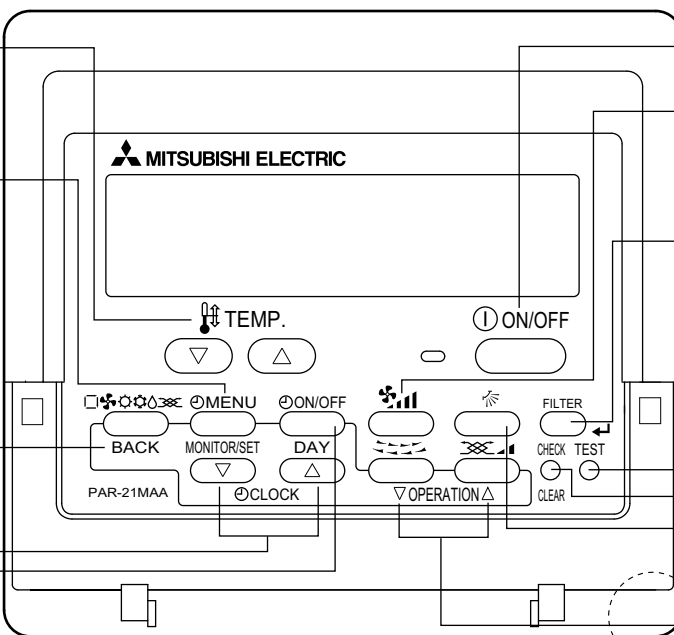 MITSUBISHI ELECTRIC
TEMP.
ON/OFF
MENU
ON/OFF
FILTER
BACK
MONITOR/SET
DAY
CHECK
TEST
PAR-21MAA
CLOCK
OPERATION
CLEAR